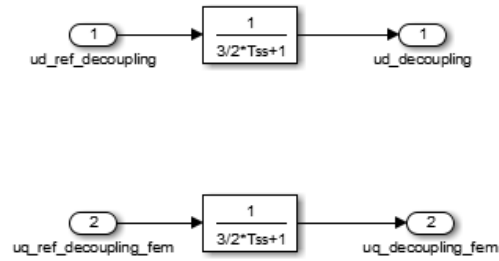 1
1
3/2*Tss+1
1
ud_ref_decoupling
ud_decoupling
2
1
3/2*Tss+1
2
uq_ref_decoupling_fem
uq_decoupling_fem